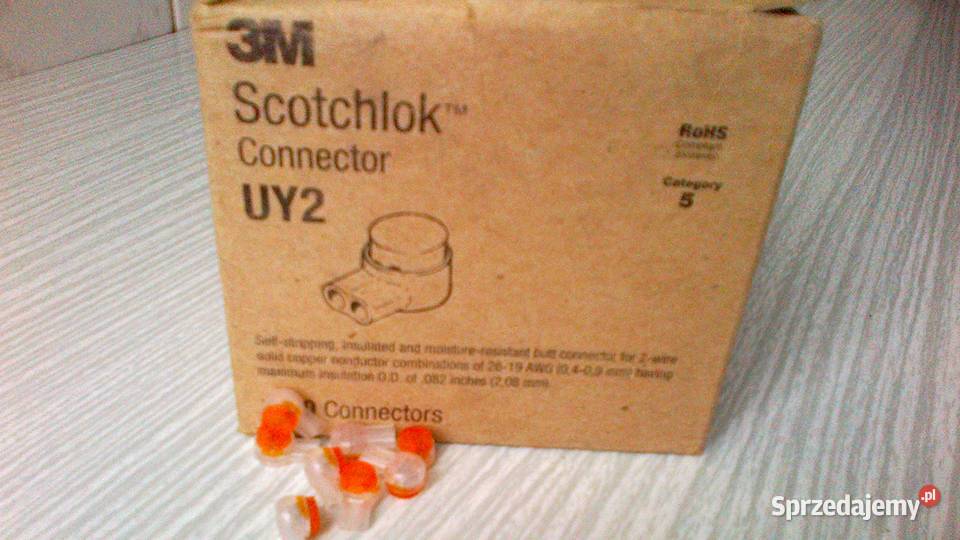 3M
Scotchlok™
Connector
UY2
RoHS
Category
5
Self-stripping, insulated and moisture-resistant butt connector for 2-wire
solid copper conductor combinations of 26-19 AWG (0,4-0,9 mm) having
maximum insulation O.D. of .082 inches (2,08 mm)
Connectors
Sprzedajemy.pl